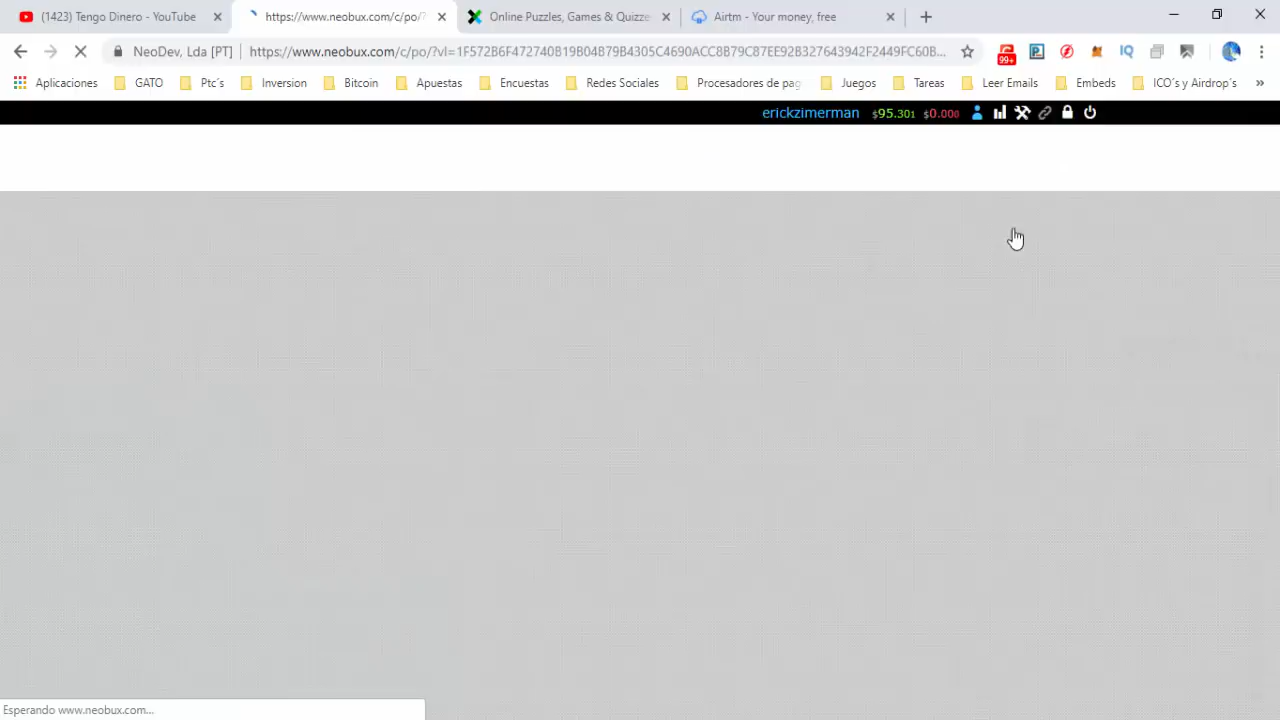 (1423) Tengo Dinero - YouTube
https://www.neobux.com/c/po/?
Online Puzzles, Games & Quizze
Airtm - Your money, free
NeoDev, Lda [PT]
https://www.neobux.com/c/po/?vl=1F572B6F472740B19B04B79B4305C4690ACC8B79C87EE92B327643942F2449FC60B...
99+
IQ
Aplicaciones
GATO
Ptc´s
Inversion
Bitcoin
Apuestas
Encuestas
Redes Sociales
Procesadores de pag
Juegos
Tareas
Leer Emails
Embeds
ICO´s y Airdrop´s
»
erickzimerman
$95.301
$0.000
Esperando www.neobux.com...